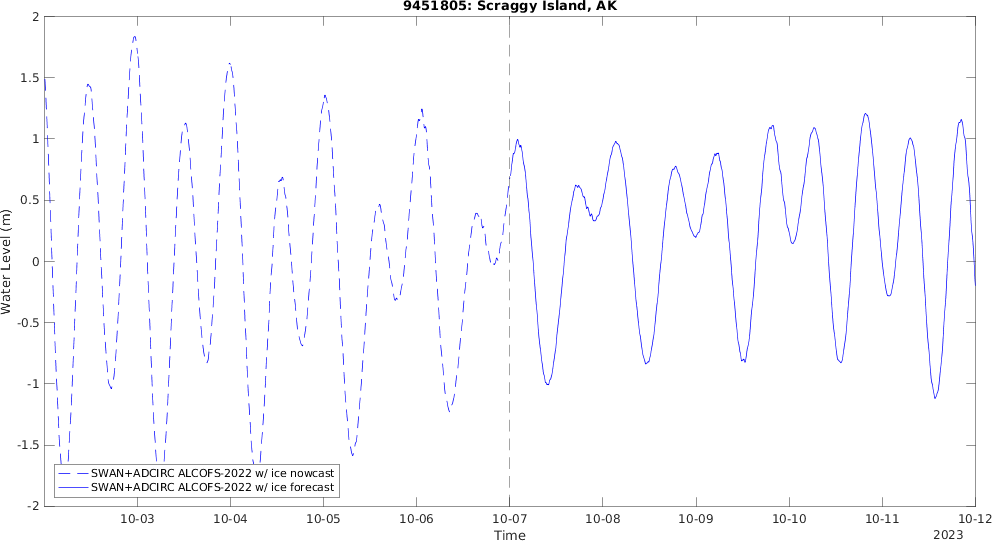 9451805: Scraggy Island, AK
2
1.5
1
0.5
0
-0.5
-1
-1.5
-2
Water Level (m)
SWAN+ADCIRC ALCOFS-2022 w/ ice nowcast
SWAN+ADCIRC ALCOFS-2022 w/ ice forecast
10-03 10-04 10-05 10-06 10-07 10-08 10-09 10-10 10-11 10-12
Time
2023